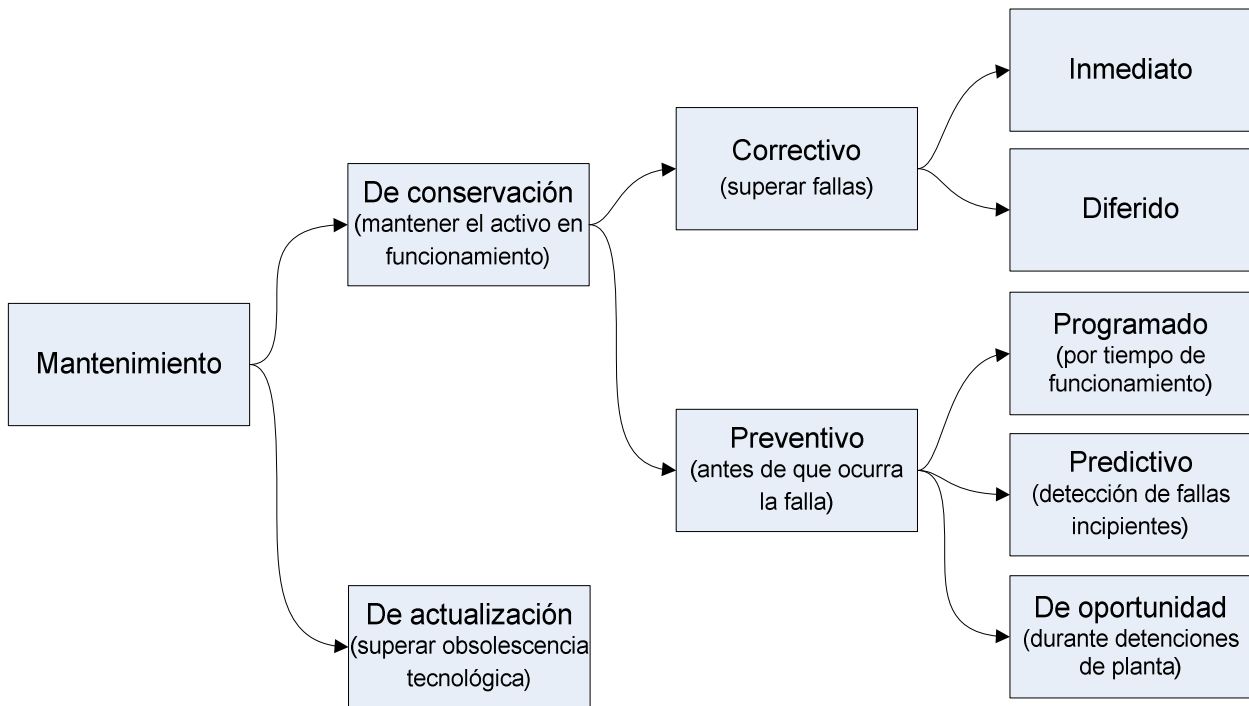 Mantenimiento
De conservación
(mantener el activo en
funcionamiento)
De actualización
(superar obsolescencia
tecnológica)
Correctivo
(superar fallas)
Preventivo
(antes de que ocurra
la falla)
Inmediato
Diferido
Programado
(por tiempo de
funcionamiento)
Predictivo
(detección de fallas
incipientes)
De oportunidad
(durante detenciones
de planta)